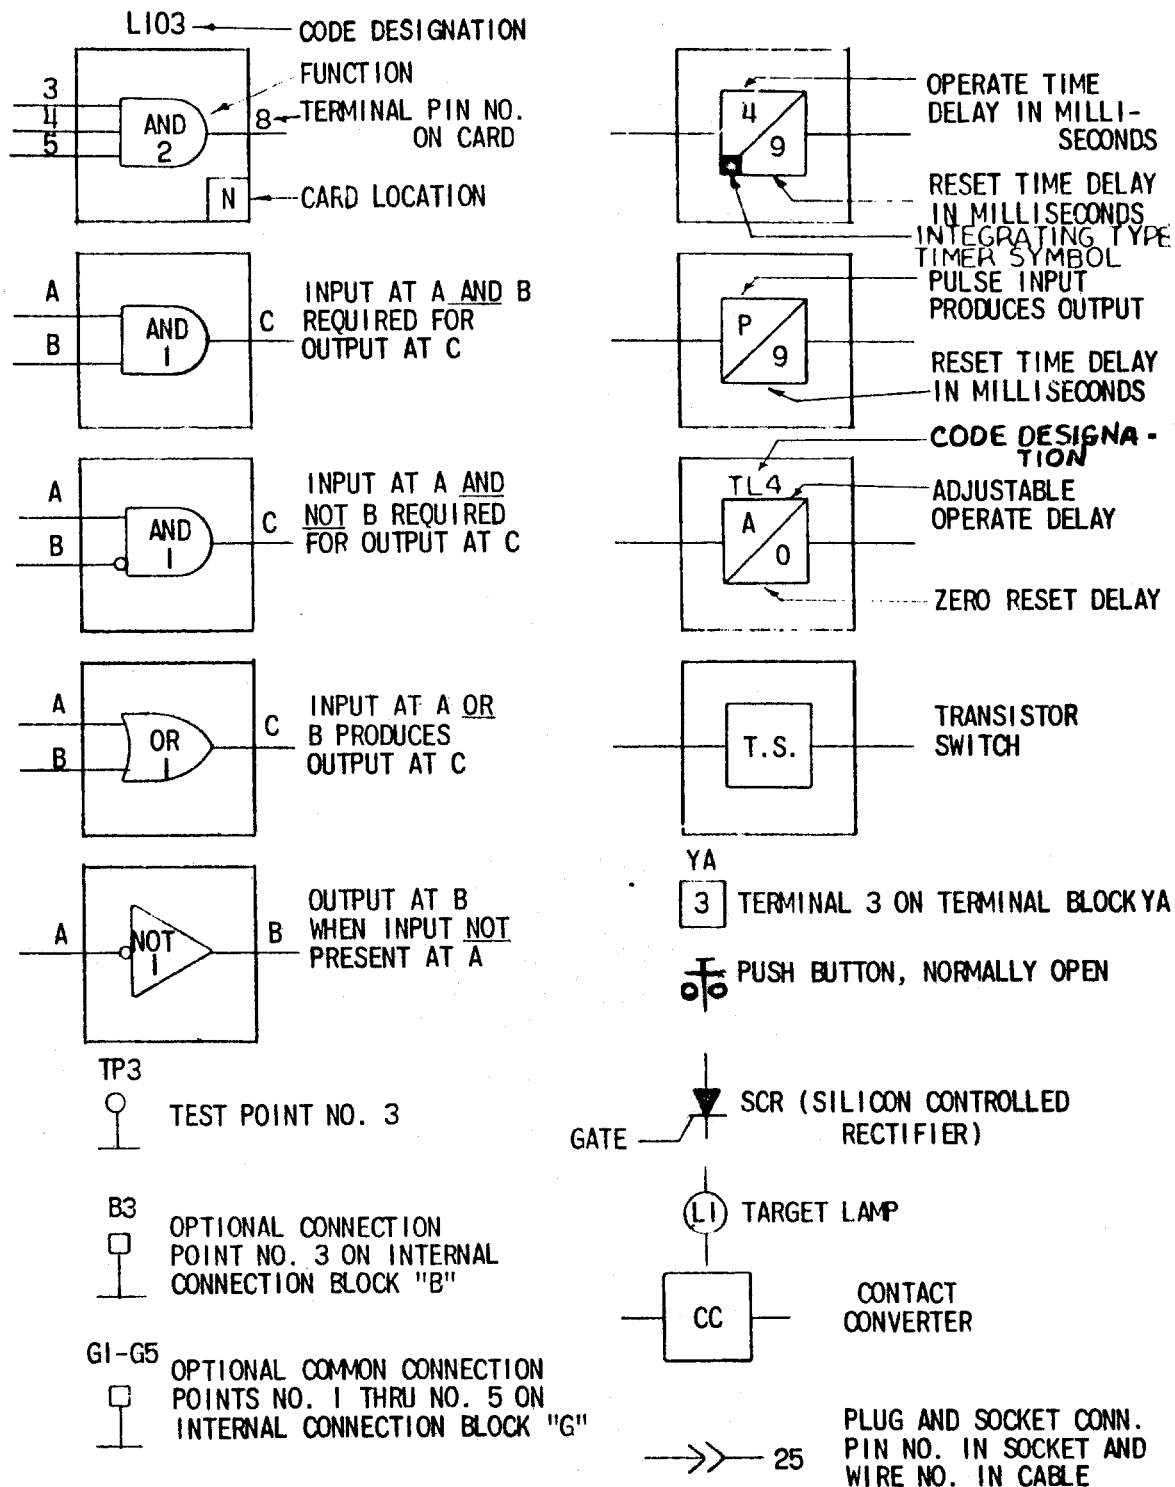 L103
CODE DESIGNATION
FUNCTION
3
4
5
AND
2
8
TERMINAL PIN NO.
ON CARD
N
CARD LOCATION
A
B
AND
1
C
INPUT AT A AND B
REQUIRED FOR
OUTPUT AT C
A
B
AND
1
C
INPUT AT A AND
NOT B REQUIRED
FOR OUTPUT AT C
A
B
OR
1
C
INPUT AT A OR
B PRODUCES
OUTPUT AT C
A
NOT
1
B
OUTPUT AT B
WHEN INPUT NOT
PRESENT AT A
TP3
TEST POINT NO. 3
B3
OPTIONAL CONNECTION
POINT NO. 3 ON INTERNAL
CONNECTION BLOCK "B"
G1-G5
OPTIONAL COMMON CONNECTION
POINTS NO. 1 THRU NO. 5 ON
INTERNAL CONNECTION BLOCK "G"
4
9
OPERATE TIME
DELAY IN MILLI-
SECONDS
RESET TIME DELAY
IN MILLISECONDS
INTEGRATING TYPE
TIMER SYMBOL
P
9
PULSE INPUT
PRODUCES OUTPUT
RESET TIME DELAY
IN MILLISECONDS
CODE DESIGNA-
TION
TL4
A
0
ADJUSTABLE
OPERATE DELAY
ZERO RESET DELAY
T.S.
TRANSISTOR
SWITCH
YA
3
TERMINAL 3 ON TERMINAL BLOCK YA
PUSH BUTTON, NORMALLY OPEN
GATE
SCR (SILICON CONTROLLED
RECTIFIER)
L1
TARGET LAMP
CC
CONTACT
CONVERTER
25
PLUG AND SOCKET CONN.
PIN NO. IN SOCKET AND
WIRE NO. IN CABLE